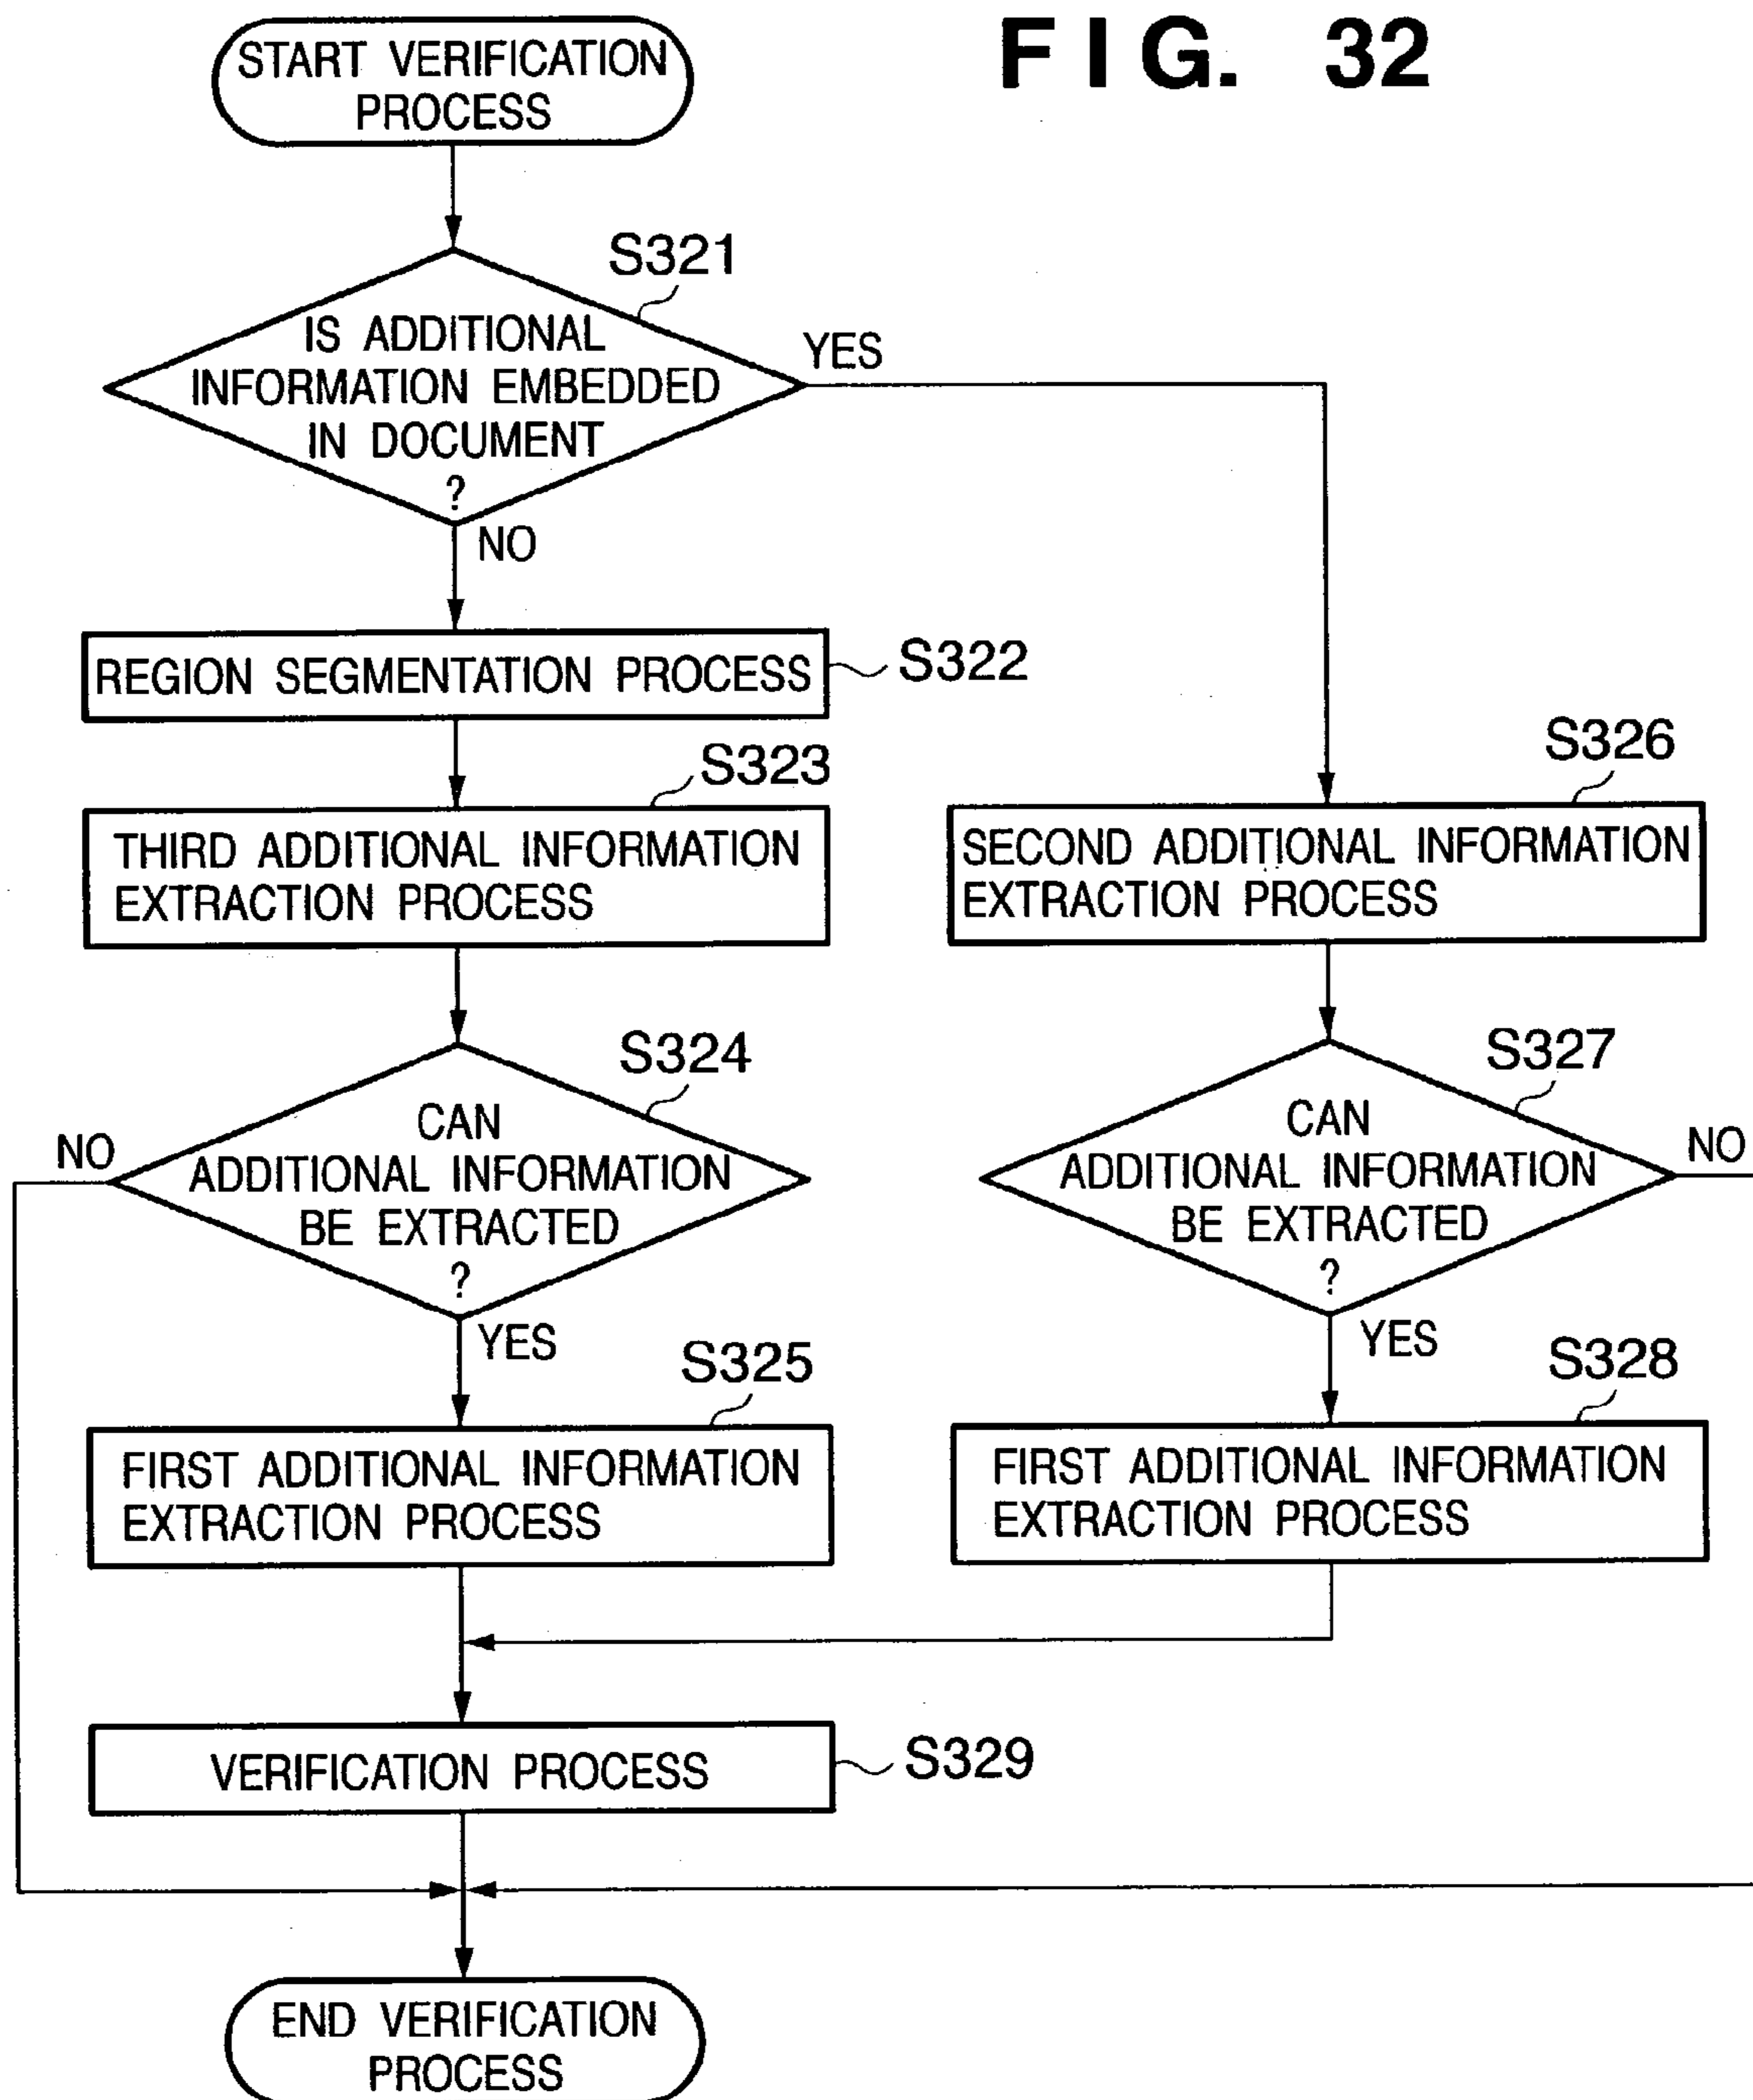 FIG. 32
START VERIFICATION
PROCESS
S321
IS ADDITIONAL
INFORMATION EMBEDDED
IN DOCUMENT
?
YES
NO
REGION SEGMENTATION PROCESS
S322
S323
THIRD ADDITIONAL INFORMATION
EXTRACTION PROCESS
S326
SECOND ADDITIONAL INFORMATION
EXTRACTION PROCESS
S324
CAN
ADDITIONAL INFORMATION
BE EXTRACTED
?
NO
YES
S327
CAN
ADDITIONAL INFORMATION
BE EXTRACTED
?
NO
YES
S325
FIRST ADDITIONAL INFORMATION
EXTRACTION PROCESS
S328
FIRST ADDITIONAL INFORMATION
EXTRACTION PROCESS
VERIFICATION PROCESS
S329
END VERIFICATION
PROCESS